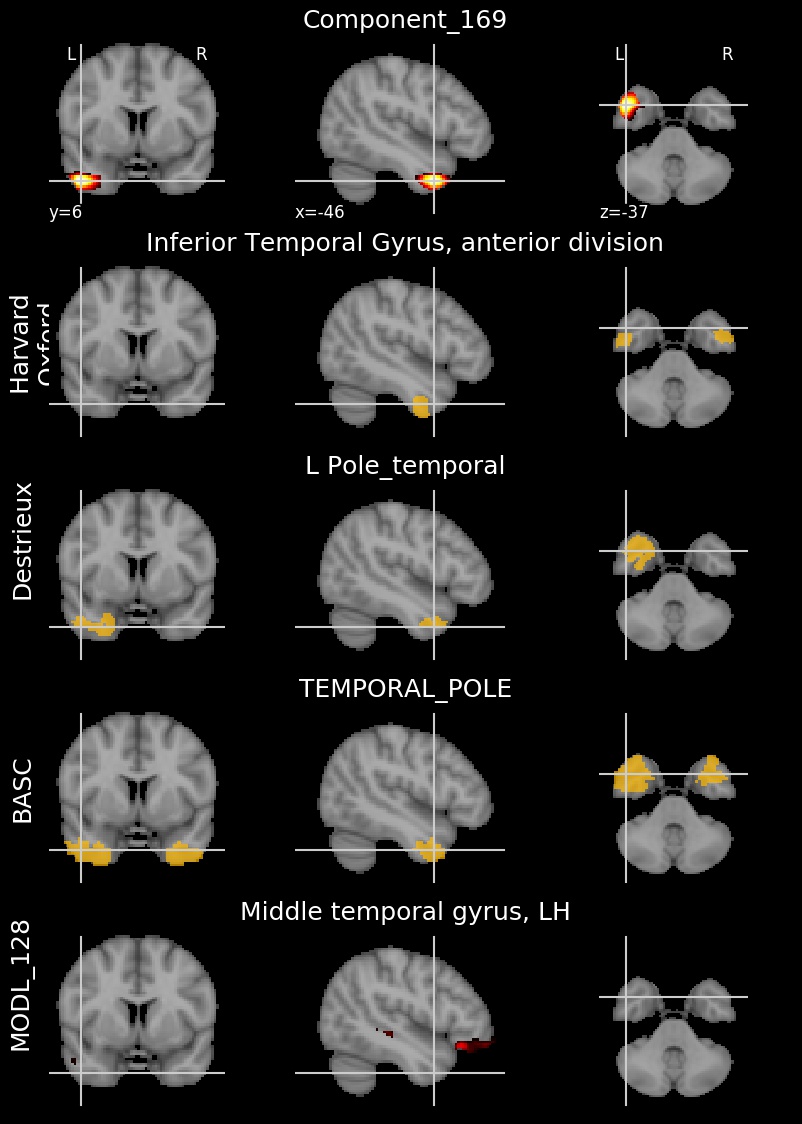 Component_169
L R L R
y=6 x=-46 z=-37
Inferior Temporal Gyrus, anterior division
Harvard
Oxford
L Pole_temporal
Destrieux
TEMPORAL_POLE
BASC
Middle temporal gyrus, LH
MODL_128